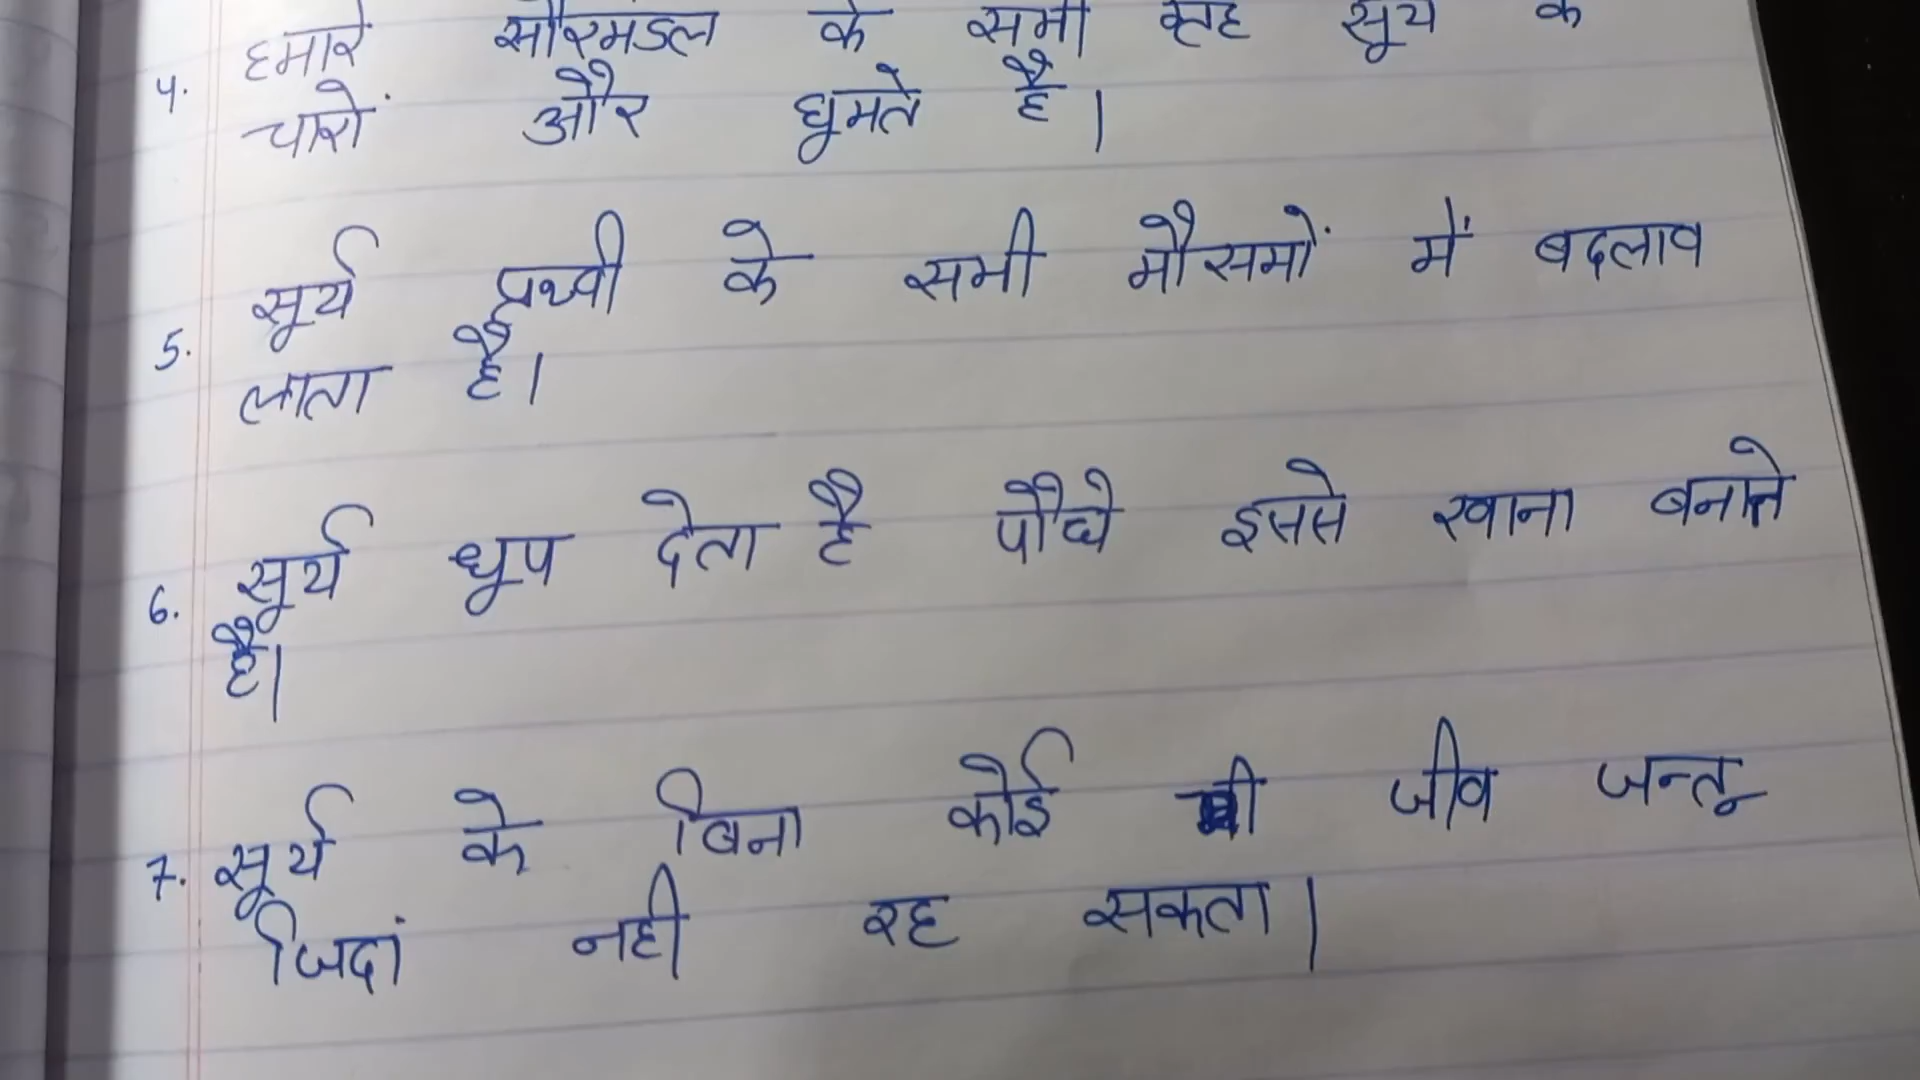 4. हमारे सौरमंडल के सभी ग्रह सूर्य के
चारों और घूमते है।
5. सूर्य पृथ्वी के सभी मौसमों में बदलाव
लाता है।
6. सूर्य धूप देता है पौधे इससे खाना बनाते
है।
7. सूर्य के बिना कोई भी जीव जन्तू
जिदां नही रह सकता।